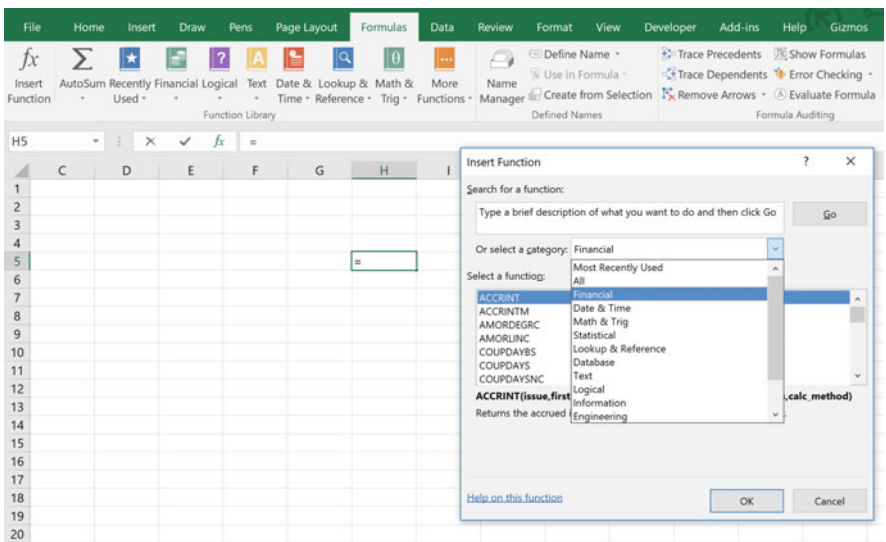 File Home Insert Draw Pens Page Layout Formulas Data Review Format View Developer Add-ins Help Gizmos
fx Σ ? A θ ...
Insert Function
AutoSum
Recently Used
Financial
Logical
Text
Date & Time
Lookup & Reference
Math & Trig
More Functions
Function Library
Name Manager
Define Name
Use in Formula
Create from Selection
Defined Names
Trace Precedents
Trace Dependents
Remove Arrows
Show Formulas
Error Checking
Evaluate Formula
Formula Auditing
H5 fx =
C D E F G H I
1
2
3
4
5 =
6
7
8
9
10
11
12
13
14
15
16
17
18
19
20
Insert Function ?
Search for a function:
Type a brief description of what you want to do and then click Go
Go
Or select a category: Financial
Most Recently Used
All
Financial
Date & Time
Math & Trig
Statistical
Lookup & Reference
Database
Text
Logical
Information
Engineering
Select a function:
ACCRINT
ACCRINTM
AMORDEGRC
AMORLINC
COUPDAYBS
COUPDAYS
COUPDAYSNC
ACCRINT(issue,first ,calc_method)
Returns the accrued
Help on this function
OK Cancel